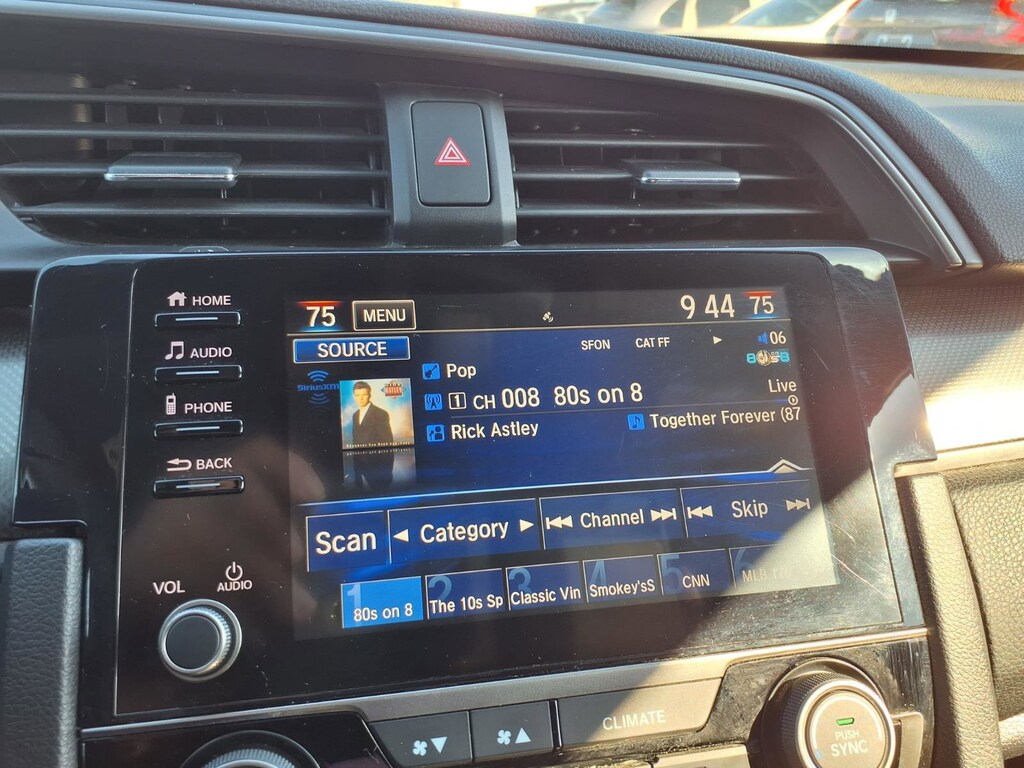 HOME
AUDIO
PHONE
BACK
VOL
AUDIO
75 MENU 9 44 75
SOURCE SFON CAT FF 06
SiriusXM Pop
Live
1 CH 008 80s on 8
Rick Astley Together Forever (87
Scan Category Channel Skip
1 2 3 4 5 6
80s on 8 The 10s Sp Classic Vin Smokey'sS CNN MLB
CLIMATE
PUSH
SYNC